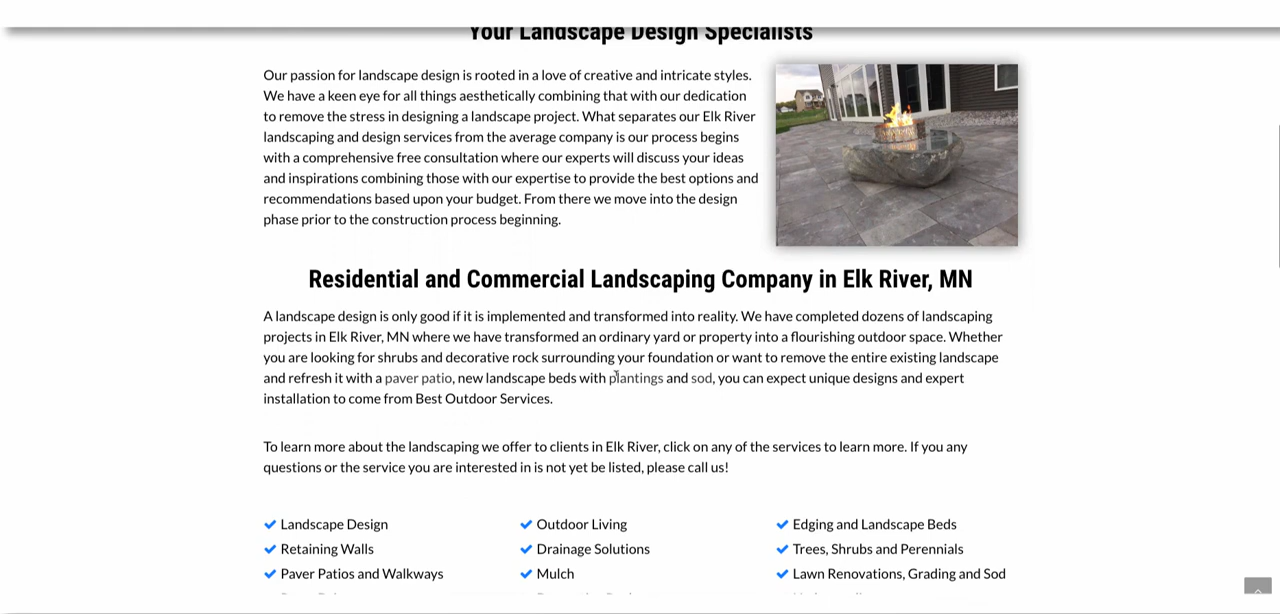 Your Landscape Design Specialists
Our passion for landscape design is rooted in a love of creative and intricate styles.
We have a keen eye for all things aesthetically combining that with our dedication
to remove the stress in designing a landscape project. What separates our Elk River
landscaping and design services from the average company is our process begins
with a comprehensive free consultation where our experts will discuss your ideas
and inspirations combining those with our expertise to provide the best options and
recommendations based upon your budget. From there we move into the design
phase prior to the construction process beginning.
Residential and Commercial Landscaping Company in Elk River, MN
A landscape design is only good if it is implemented and transformed into reality. We have completed dozens of landscaping
projects in Elk River, MN where we have transformed an ordinary yard or property into a flourishing outdoor space. Whether
you are looking for shrubs and decorative rock surrounding your foundation or want to remove the entire existing landscape
and refresh it with a paver patio, new landscape beds with plantings and sod, you can expect unique designs and expert
installation to come from Best Outdoor Services.
To learn more about the landscaping we offer to clients in Elk River, click on any of the services to learn more. If you any
questions or the service you are interested in is not yet be listed, please call us!
Landscape Design
Outdoor Living
Edging and Landscape Beds
Retaining Walls
Drainage Solutions
Trees, Shrubs and Perennials
Paver Patios and Walkways
Mulch
Lawn Renovations, Grading and Sod